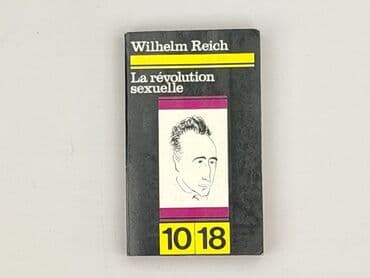 Wilhelm Reich
La révolution
sexuelle
10 18